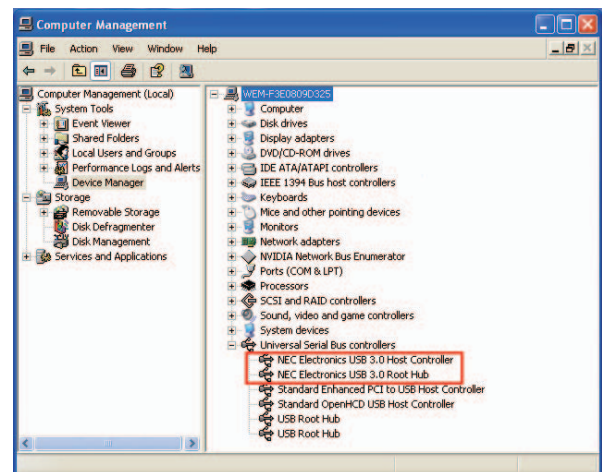 Computer Management
File Action View Window Help
Computer Management (Local)
System Tools
Event Viewer
Shared Folders
Local Users and Groups
Performance Logs and Alerts
Device Manager
Storage
Removable Storage
Disk Defragmenter
Disk Management
Services and Applications
WEM-F3E0809D325
Computer
Disk drives
Display adapters
DVD/CD-ROM drives
IDE ATA/ATAPI controllers
IEEE 1394 Bus host controllers
Keyboards
Mice and other pointing devices
Monitors
Network adapters
NVIDIA Network Bus Enumerator
Ports (COM & LPT)
Processors
SCSI and RAID controllers
Sound, video and game controllers
System devices
Universal Serial Bus controllers
NEC Electronics USB 3.0 Host Controller
NEC Electronics USB 3.0 Root Hub
Standard Enhanced PCI to USB Host Controller
Standard OpenHCD USB Host Controller
USB Root Hub
USB Root Hub